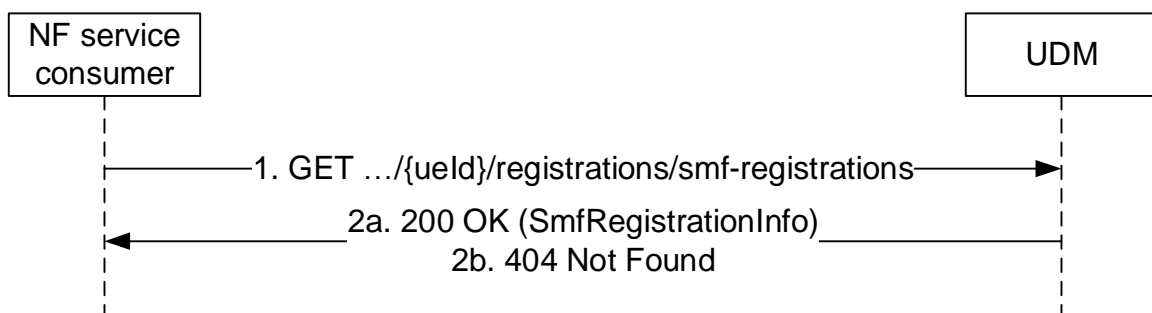 NF service
consumer
UDM
1. GET …/{ueId}/registrations/smf-registrations
2a. 200 OK (SmfRegistrationInfo)
2b. 404 Not Found